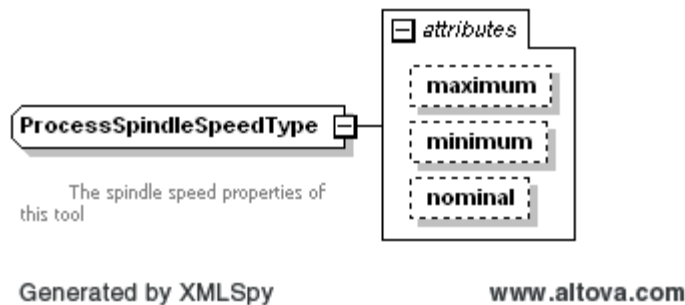 attributes
maximum
ProcessSpindleSpeedType
minimum
nominal
The spindle speed properties of
this tool
Generated by XMLSpy
www.altova.com